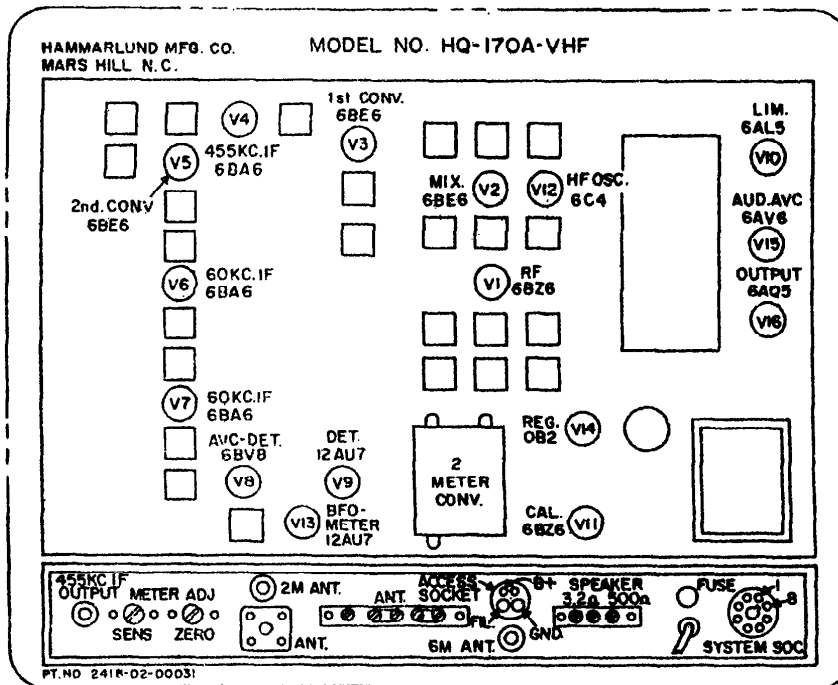 HAMMARLUND MFG. CO.
MARS HILL N.C.
MODEL NO. HQ-170A-VHF
V4
1st CONV.
6BE6
V3
LIM.
6AL5
V10
V5
455KC.IF
6BA6
2nd. CONV
6BE6
MIX.
6BE6
V2
V12
HF OSC.
6C4
AUD.AVC
6AV6
V15
V6
60KC.IF
6BA6
V1
RF
6BZ6
OUTPUT
6AQ5
V16
V7
60KC.IF
6BA6
AVC-DET.
6BV8
V8
DET.
12AU7
V9
2
METER
CONV.
REG.
OB2
V14
V13
BFO-
METER
12AU7
CAL.
6BZ6
V11
455KC IF
OUTPUT
METER ADJ
SENS
ZERO
2M ANT.
ANT.
ANT.
ACCESS
SOCKET
B+
FIL.
GND.
6M ANT.
SPEAKER
3.2Ω 500Ω
FUSE
1
8
SYSTEM SOC.
PT.NO 241R-02-00031